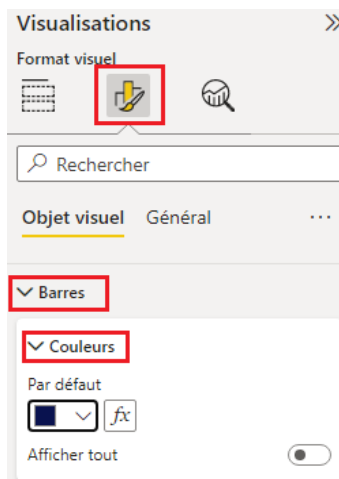 Visualisations
Format visuel
Rechercher
Objet visuel Général
Barres
Couleurs
Par défaut
fx
Afficher tout